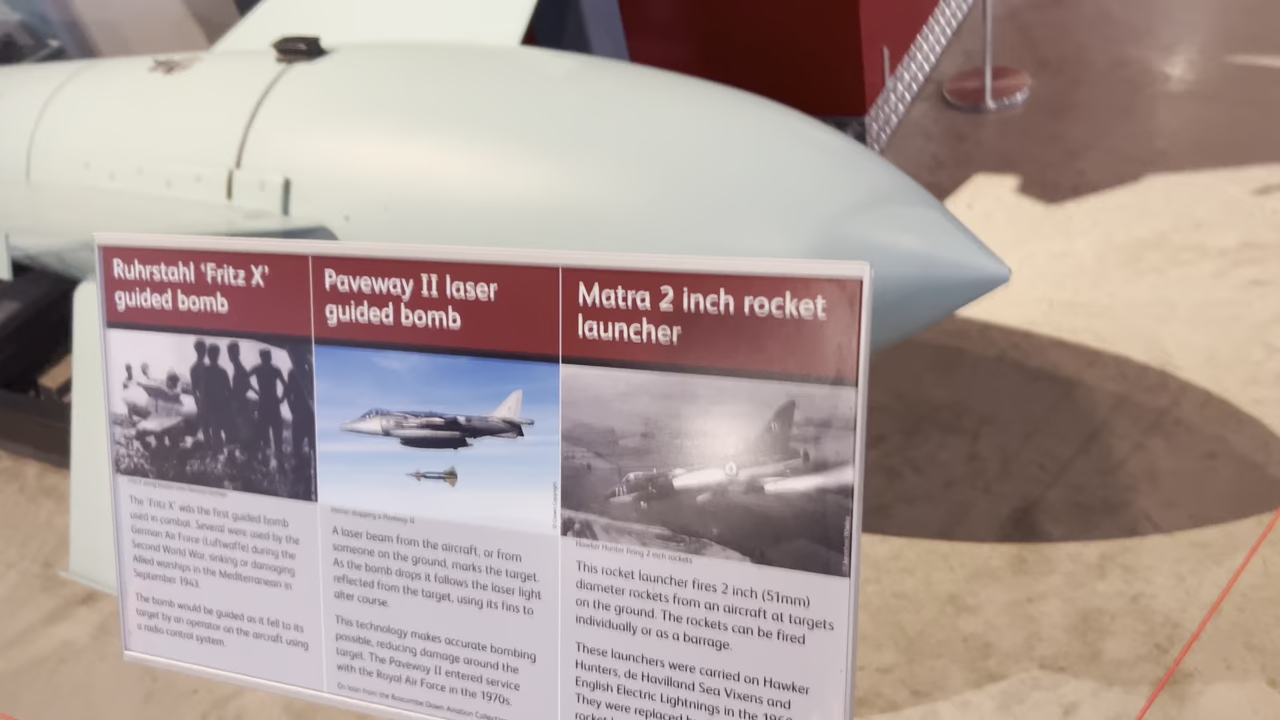 Ruhrstahl ‘Fritz X’
guided bomb
The ‘Fritz X’ was the first guided bomb
used in combat. Several were used by the
German Air Force (Luftwaffe) during the
Second World War, sinking or damaging
Allied warships in the Mediterranean in
September 1943.
The bomb would be guided as it fell to its
target by an operator on the aircraft using
a radio control system.
Paveway II laser
guided bomb
Harrier dropping a Paveway II
A laser beam from the aircraft, or from
someone on the ground, marks the target.
As the bomb drops it follows the laser light
reflected from the target, using its fins to
alter course.
This technology makes accurate bombing
possible, reducing damage around the
target. The Paveway II entered service
with the Royal Air Force in the 1970s.
On loan from the Boscombe Down Aviation Collection
Matra 2 inch rocket
launcher
Hawker Hunter firing 2 inch rockets
This rocket launcher fires 2 inch (51mm)
diameter rockets from an aircraft at targets
on the ground. The rockets can be fired
individually or as a barrage.
These launchers were carried on Hawker
Hunters, de Havilland Sea Vixens and
English Electric Lightnings in the
They were replaced